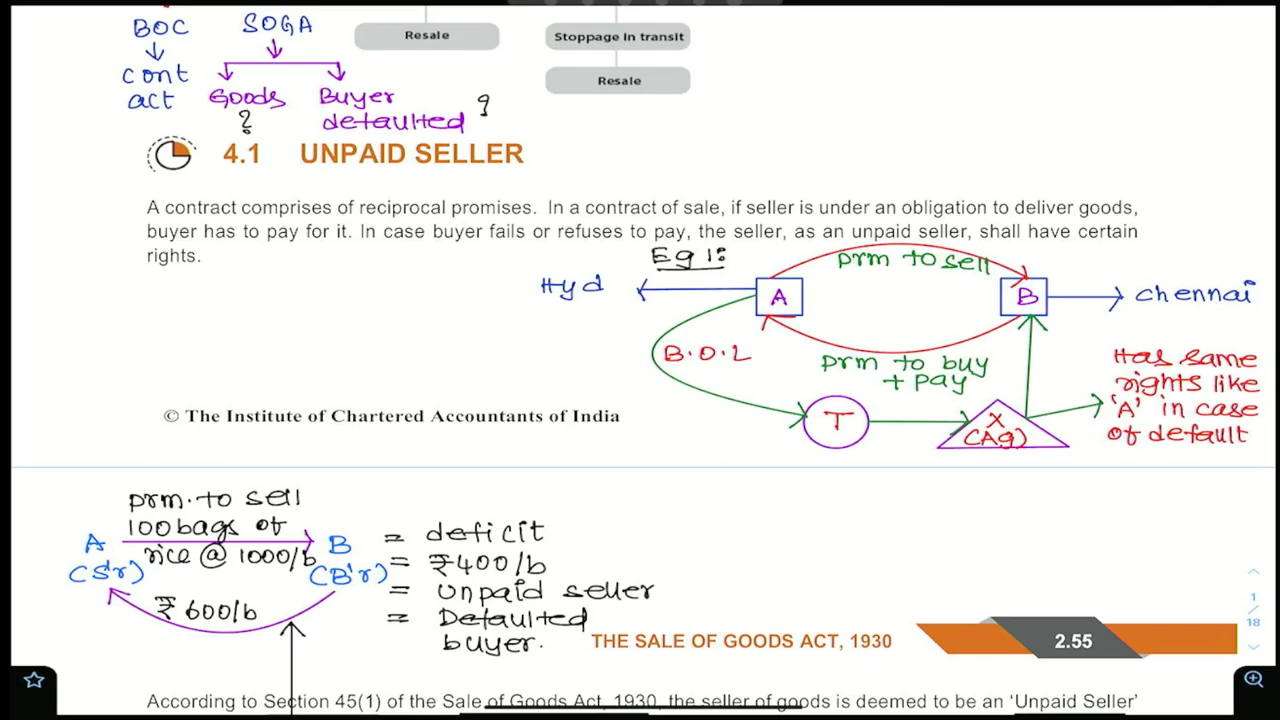 BOC SOGA
Resale
Stoppage in transit
Cont
act
Goods
?
Buyer
defaulted ?
Resale
4.1 UNPAID SELLER
A contract comprises of reciprocal promises. In a contract of sale, if seller is under an obligation to deliver goods,
buyer has to pay for it. In case buyer fails or refuses to pay, the seller, as an unpaid seller, shall have certain
rights.
Eg 1:
prm to sell
Hyd
A
B
Chennai
B.O.L
prm to buy
+ pay
Has same
rights like
'A' in case
of default
T
X
(Ag)
© The Institute of Chartered Accountants of India
prm. to sell
100 bags of
rice @ 1000/b
A
(S'r)
B
(B'r)
₹600/b
= deficit
= ₹400/b
= Unpaid seller
= Defaulted
buyer.
THE SALE OF GOODS ACT, 1930
2.55
1
/
18
According to Section 45(1) of the Sale of Goods Act, 1930, the seller of goods is deemed to be an 'Unpaid Seller'